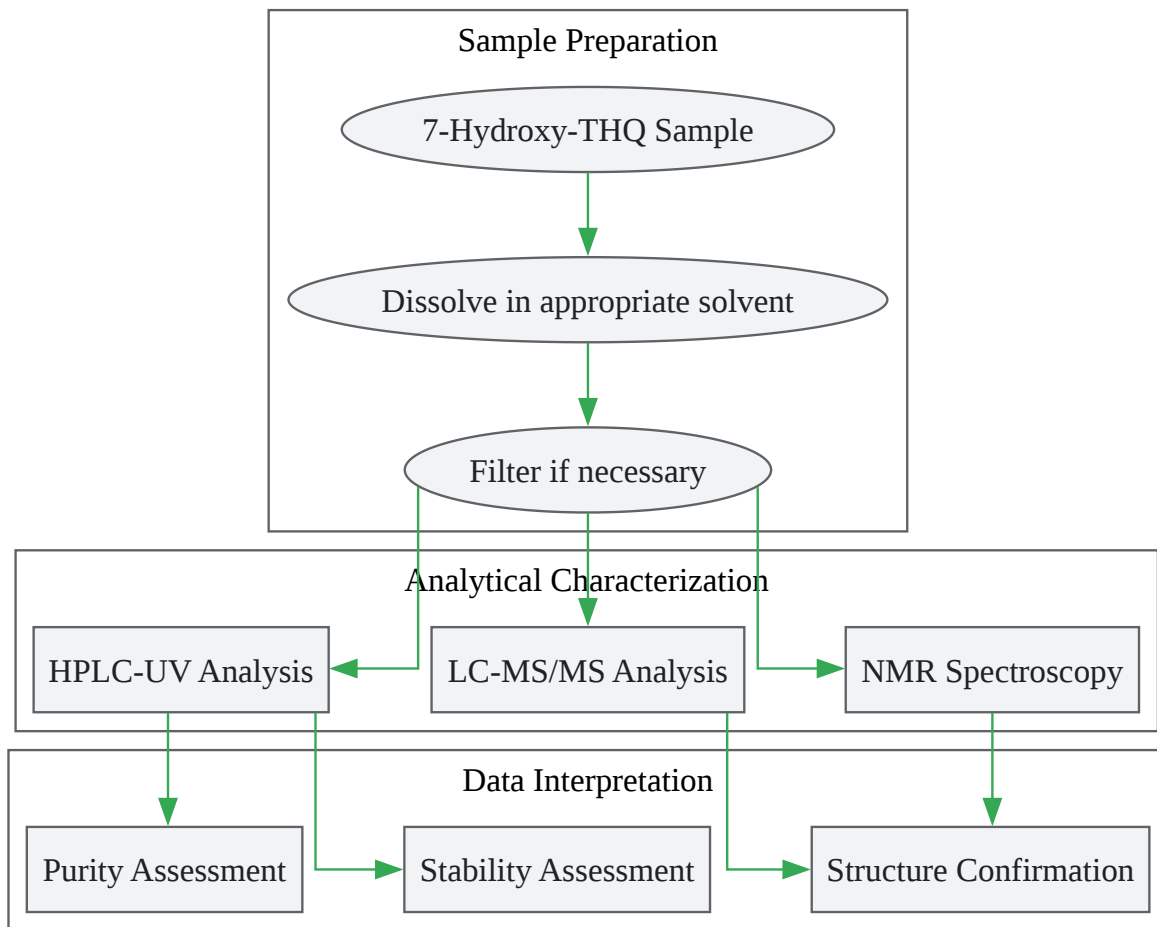 Sample Preparation
7-Hydroxy-THQ Sample
Dissolve in appropriate solvent
Filter if necessary
Analytical Characterization
HPLC-UV Analysis
LC-MS/MS Analysis
NMR Spectroscopy
Data Interpretation
Purity Assessment
Stability Assessment
Structure Confirmation